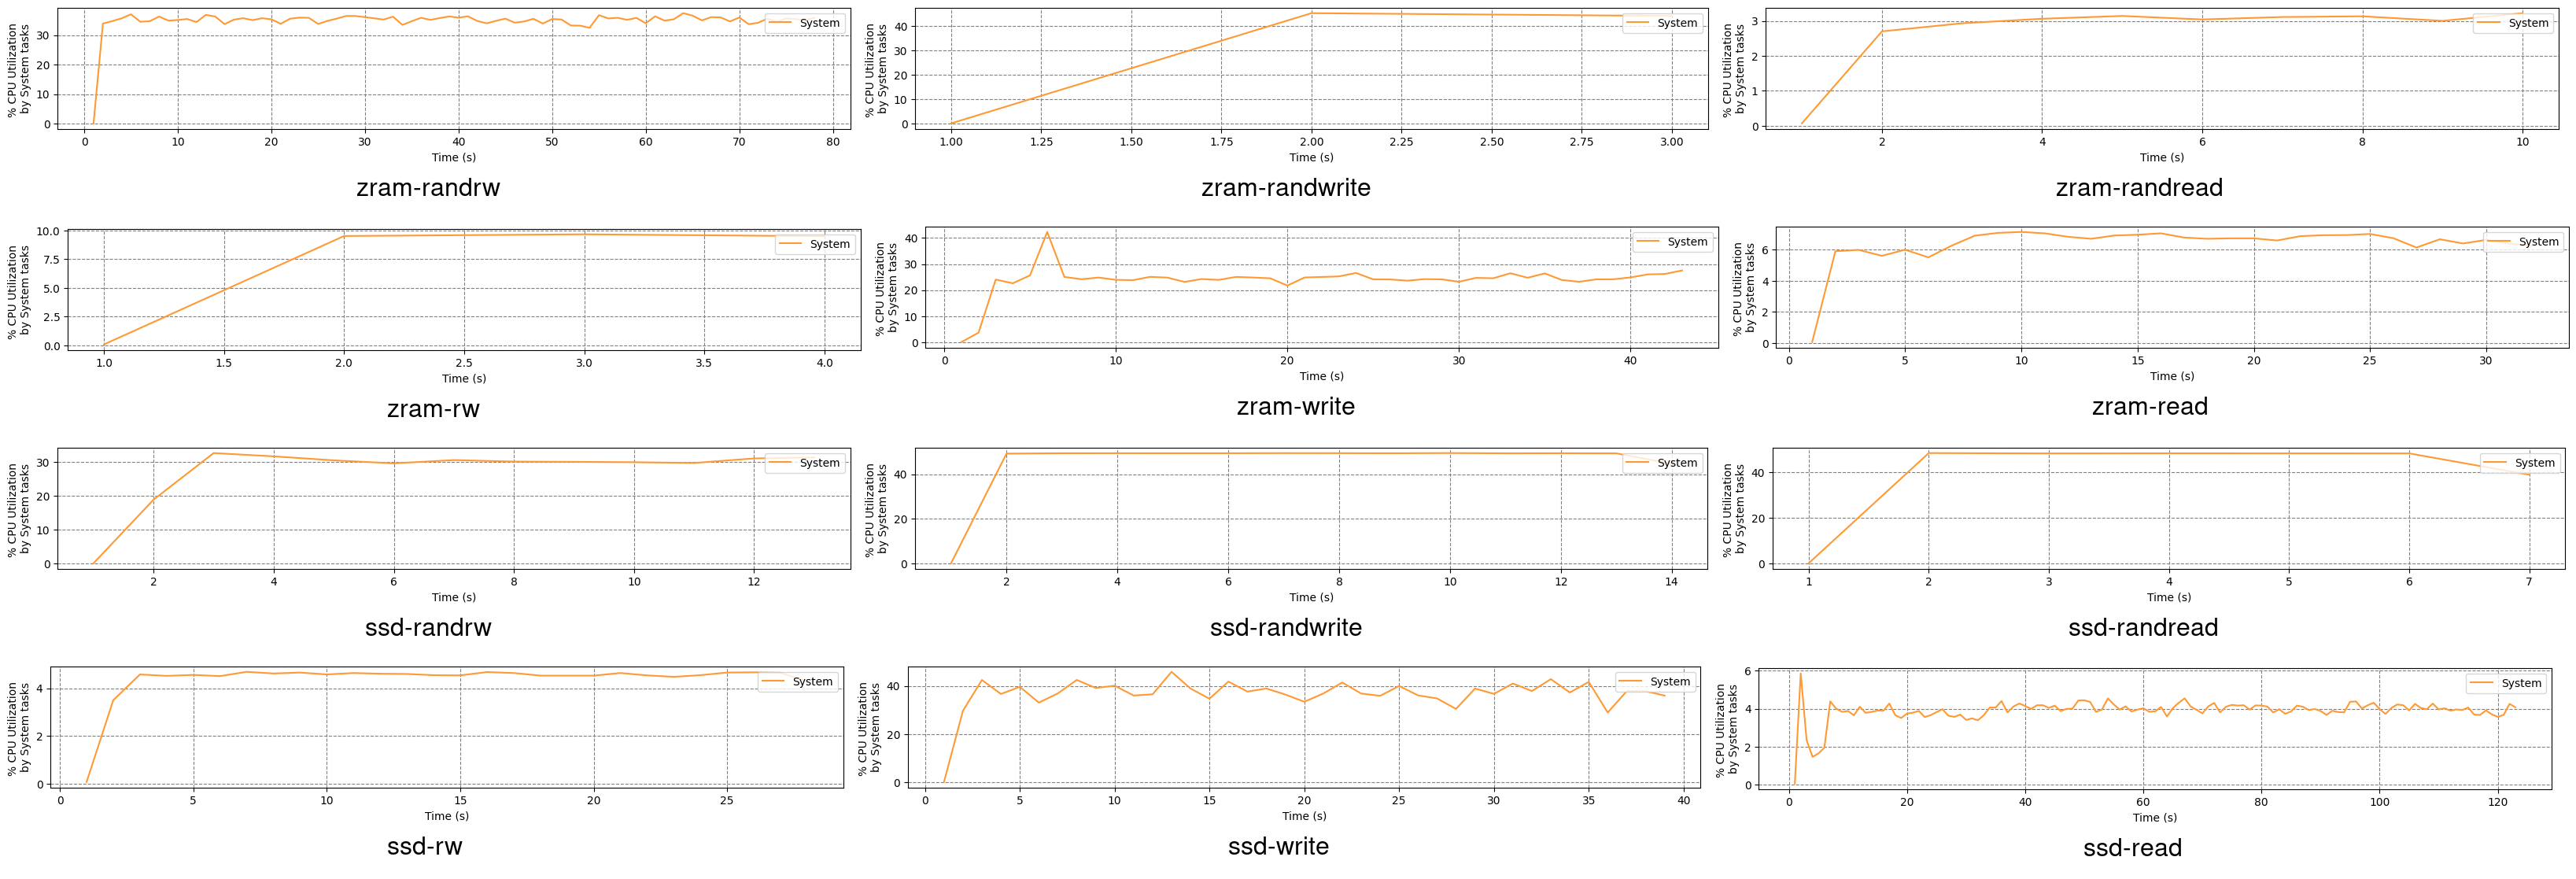 % CPU Utilization
by System tasks
30
20
10
0
System
0 10 20 30 40 50 60 70 80
Time (s)
zram-randrw
% CPU Utilization
by System tasks
40
30
20
10
0
System
1.00 1.25 1.50 1.75 2.00 2.25 2.50 2.75 3.00
Time (s)
zram-randwrite
% CPU Utilization
by System tasks
3
2
1
0
System
2 4 6 8 10
Time (s)
zram-randread
% CPU Utilization
by System tasks
10.0
7.5
5.0
2.5
0.0
System
1.0 1.5 2.0 2.5 3.0 3.5 4.0
Time (s)
zram-rw
% CPU Utilization
by System tasks
40
30
20
10
0
System
0 10 20 30 40
Time (s)
zram-write
% CPU Utilization
by System tasks
6
4
2
0
System
0 5 10 15 20 25 30
Time (s)
zram-read
% CPU Utilization
by System tasks
30
20
10
0
System
2 4 6 8 10 12
Time (s)
ssd-randrw
% CPU Utilization
by System tasks
40
20
0
System
2 4 6 8 10 12 14
Time (s)
ssd-randwrite
% CPU Utilization
by System tasks
40
20
0
System
1 2 3 4 5 6 7
Time (s)
ssd-randread
% CPU Utilization
by System tasks
4
2
0
System
0 5 10 15 20 25
Time (s)
ssd-rw
% CPU Utilization
by System tasks
40
20
0
System
0 5 10 15 20 25 30 35 40
Time (s)
ssd-write
% CPU Utilization
by System tasks
6
4
2
0
System
0 20 40 60 80 100 120
Time (s)
ssd-read